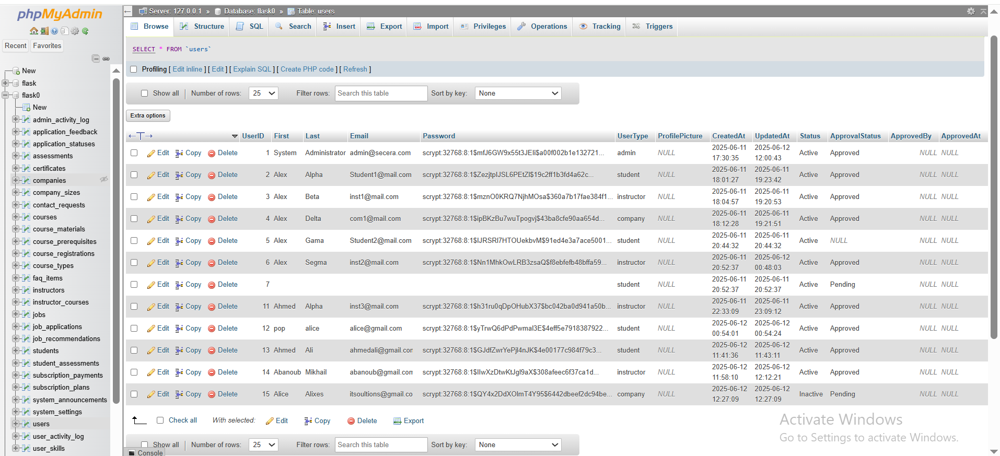 phpMyAdmin
Recent Favorites
New
flask
flask0
New
admin_activity_log
application_feedback
application_statuses
assessments
certificates
companies
company_sizes
contact_requests
courses
course_materials
course_prerequisites
course_registrations
course_types
faq_items
instructors
instructor_courses
jobs
job_applications
job_recommendations
students
student_assessments
subscription_payments
subscription_plans
system_announcements
system_settings
users
user_activity_log
user_skills
Server: 127.0.0.1 » Database: flask0 » Table: users
Browse Structure SQL Search Insert Export Import Privileges Operations Tracking Triggers
SELECT * FROM `users`
Profiling [ Edit inline ] [ Edit ] [ Explain SQL ] [ Create PHP code ] [ Refresh ]
Show all Number of rows: 25 Filter rows: Search this table Sort by key: None
Extra options
UserID First Last Email Password UserType ProfilePicture CreatedAt UpdatedAt Status ApprovalStatus ApprovedBy ApprovedAt
Edit Copy Delete 1 System Administrator admin@secera.com scrypt:32768:8:1$mfJ6GW9x55t3JEIi$a00f002b1e132721... admin NULL 2025-06-11 17:30:35 2025-06-12 12:00:43 Active Approved NULL NULL
Edit Copy Delete 2 Alex Alpha Student1@mail.com scrypt:32768:8:1$ZezjtpIJSL6PEtZl$19c2ff1b3fd4a62c... student NULL 2025-06-11 18:01:27 2025-06-11 19:23:42 Active Approved NULL NULL
Edit Copy Delete 3 Alex Beta inst1@mail.com scrypt:32768:8:1$mznO0KRQ7NjhMOsa$360a7b17fae384f1... instructor NULL 2025-06-11 18:04:57 2025-06-11 19:20:53 Active Approved NULL NULL
Edit Copy Delete 4 Alex Delta com1@mail.com scrypt:32768:8:1$ipBKzBu7wuTpogvj$43ba8cfe90aa654d... company NULL 2025-06-11 18:12:28 2025-06-11 19:21:51 Active Approved NULL NULL
Edit Copy Delete 5 Alex Gama Student2@mail.com scrypt:32768:8:1$IJRSRI7HTOUekbvM$91ed4e3a7ace5001... student NULL 2025-06-11 20:44:32 2025-06-11 20:44:32 Active NULL NULL NULL
Edit Copy Delete 6 Alex Segma inst2@mail.com scrypt:32768:8:1$Nn1MhkOwLRB3zsaQ$f8ebfefb48bffa59... instructor NULL 2025-06-11 20:52:37 2025-06-12 00:48:03 Active Approved NULL NULL
Edit Copy Delete 7 student NULL 2025-06-11 20:52:37 2025-06-11 20:52:37 Active Pending NULL NULL
Edit Copy Delete 11 Ahmed Alpha inst3@mail.com scrypt:32768:8:1$h31ru0qDpOHubX37$bc042ba0d941a50b... instructor NULL 2025-06-11 22:33:09 2025-06-11 23:09:12 Active Approved NULL NULL
Edit Copy Delete 12 pop alice alice@gmail.com scrypt:32768:8:1$yTrwQ6dPdPwmaI3E$4eff5e7918387922... student NULL 2025-06-12 00:54:01 2025-06-12 00:54:24 Active Approved NULL NULL
Edit Copy Delete 13 Ahmed Ali ahmedali@gmail.con scrypt:32768:8:1$GJdfZwrYePjl4nJK$4e00177c984f79c3... student NULL 2025-06-12 11:41:36 2025-06-12 11:43:11 Active Approved NULL NULL
Edit Copy Delete 14 Abanoub Mikhail abanoub@gmail.con scrypt:32768:8:1$IIwXzDtwKtJgl9aX$308afeec6f37ca1d... instructor NULL 2025-06-12 11:58:10 2025-06-12 12:12:21 Active Approved NULL NULL
Edit Copy Delete 15 Alice Alixes itsoultions@gmail.co scrypt:32768:8:1$QY4x2DdXOlmT4Y95$6442dbeef2dc94be... company NULL 2025-06-12 12:27:09 2025-06-12 12:27:09 Inactive Pending NULL NULL
Check all With selected: Edit Copy Delete Export
Show all Number of rows: 25 Filter rows: Search this table Sort by key: None
Console
Activate Windows
Go to Settings to activate Windows.